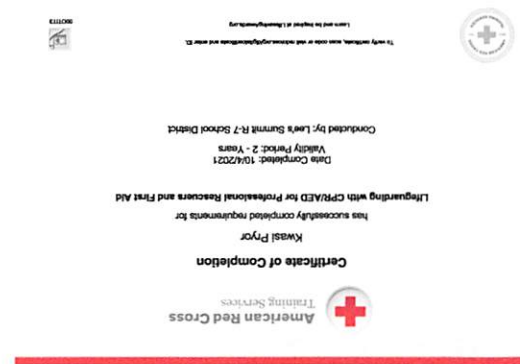 American Red Cross
Training Services
Certificate of Completion
Kwasi Pryor
has successfully completed requirements for
Lifeguarding with CPR/AED for Professional Rescuers and First Aid
Date Completed: 10/4/2021
Validity Period: 2 - Years
Conducted by: Lee's Summit R-7 School District
To verify certificate, scan code or visit redcross.org/digitalcertificate and enter ID.
Learn and be inspired at LifesavingAwards.org